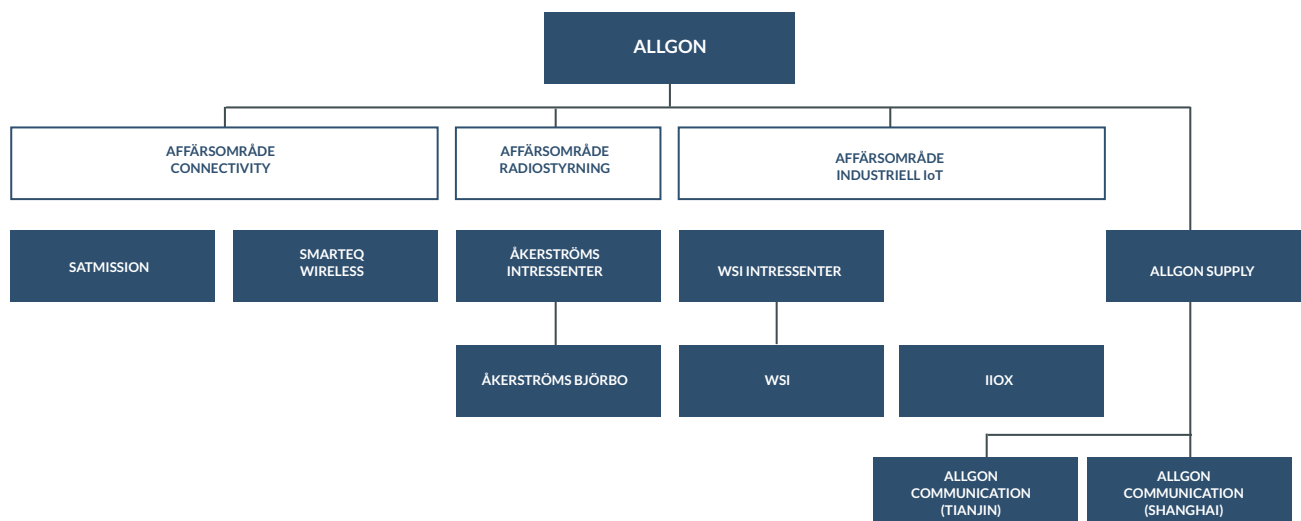 ALLGON
AFFÄRSOMRÅDE
CONNECTIVITY
AFFÄRSOMRÅDE
RADIOSTYRNING
AFFÄRSOMRÅDE
INDUSTRIELL IoT
SATMISSION
SMARTEQ
WIRELESS
ÅKERSTRÖMS
INTRESSENTER
WSI INTRESSENTER
ALLGON SUPPLY
ÅKERSTRÖMS BJÖRBO
WSI
IIOX
ALLGON
COMMUNICATION
(TIANJIN)
ALLGON
COMMUNICATION
(SHANGHAI)